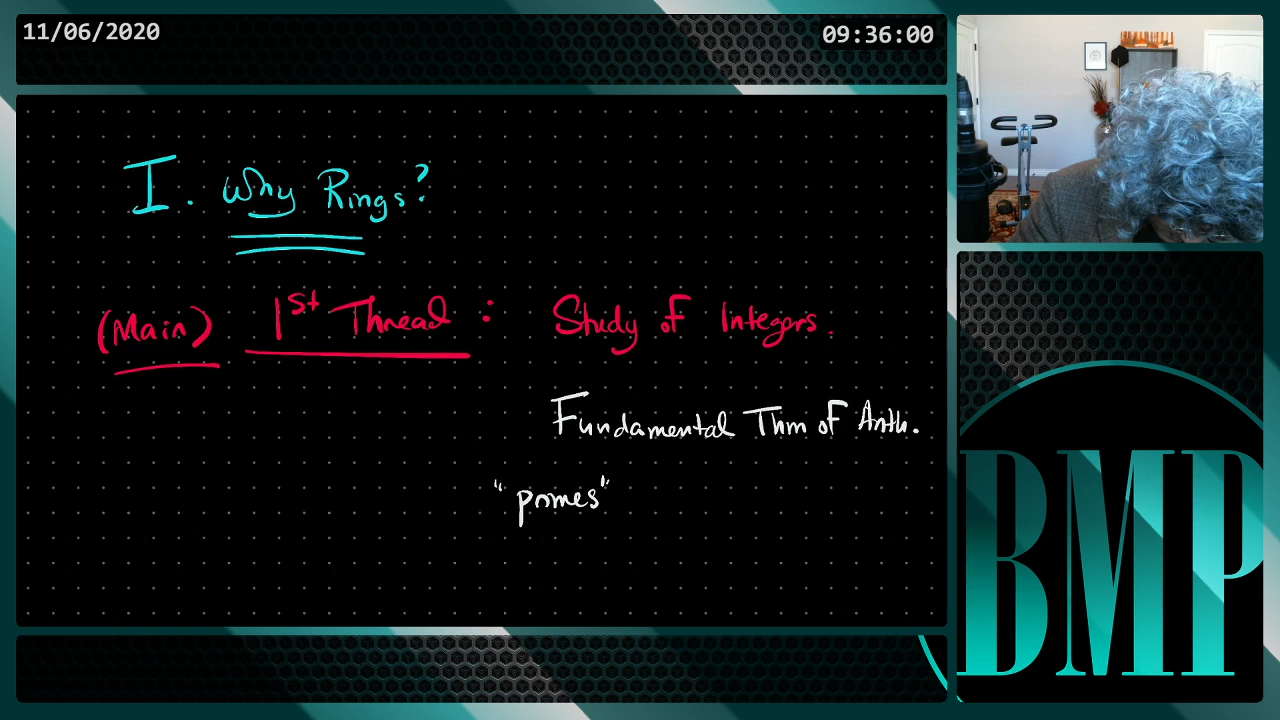 11/06/2020
09:36:00
I. Why Rings?
(Main) 1st Thread : Study of Integers.
Fundamental Thm of Arith.
"primes"
BMP